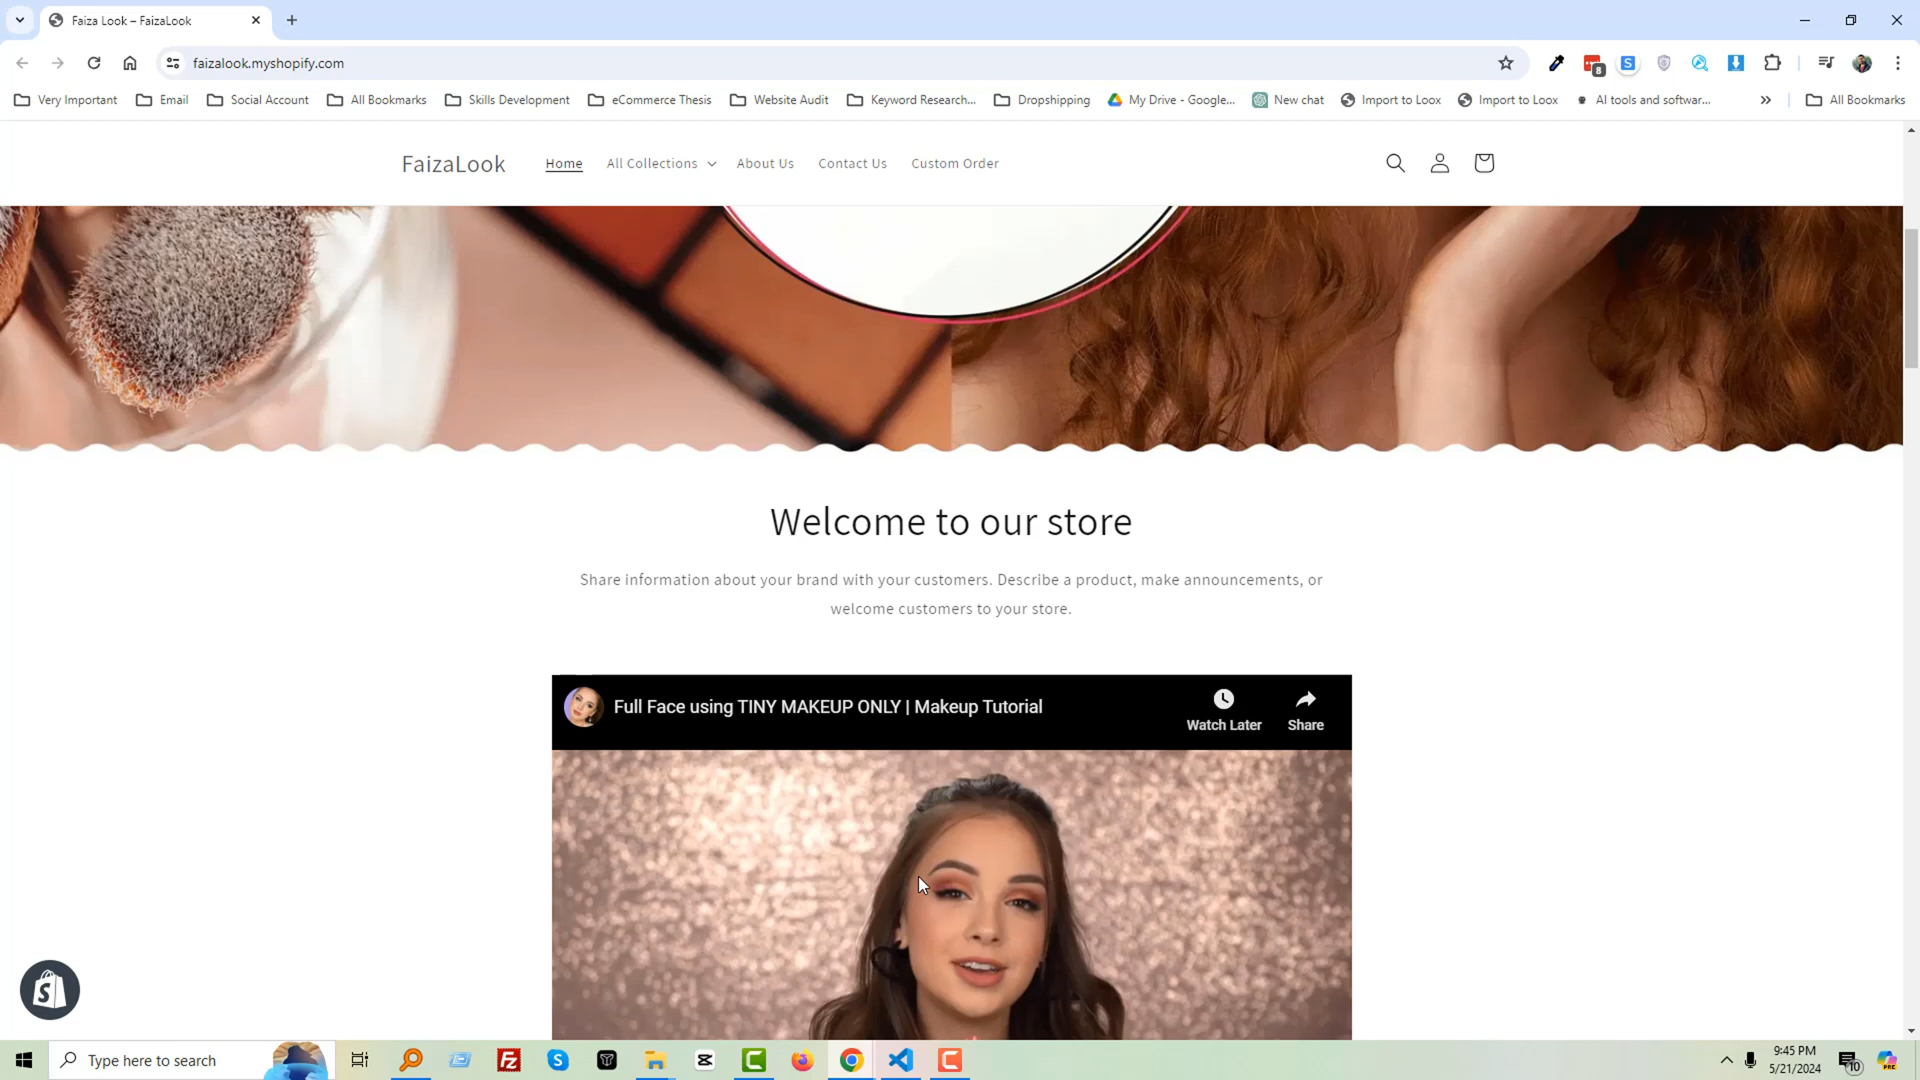 Faiza Look – FaizaLook
faizalook.myshopify.com
8
Very Important
Email
Social Account
All Bookmarks
Skills Development
eCommerce Thesis
Website Audit
Keyword Research...
Dropshipping
My Drive - Google...
New chat
Import to Loox
Import to Loox
AI tools and softwar...
All Bookmarks
FaizaLook
Home
All Collections
About Us
Contact Us
Custom Order
Welcome to our store
Share information about your brand with your customers. Describe a product, make announcements, or
welcome customers to your store.
Full Face using TINY MAKEUP ONLY | Makeup Tutorial
Watch Later
Share
Type here to search
9:45 PM
5/21/2024
10
PRE